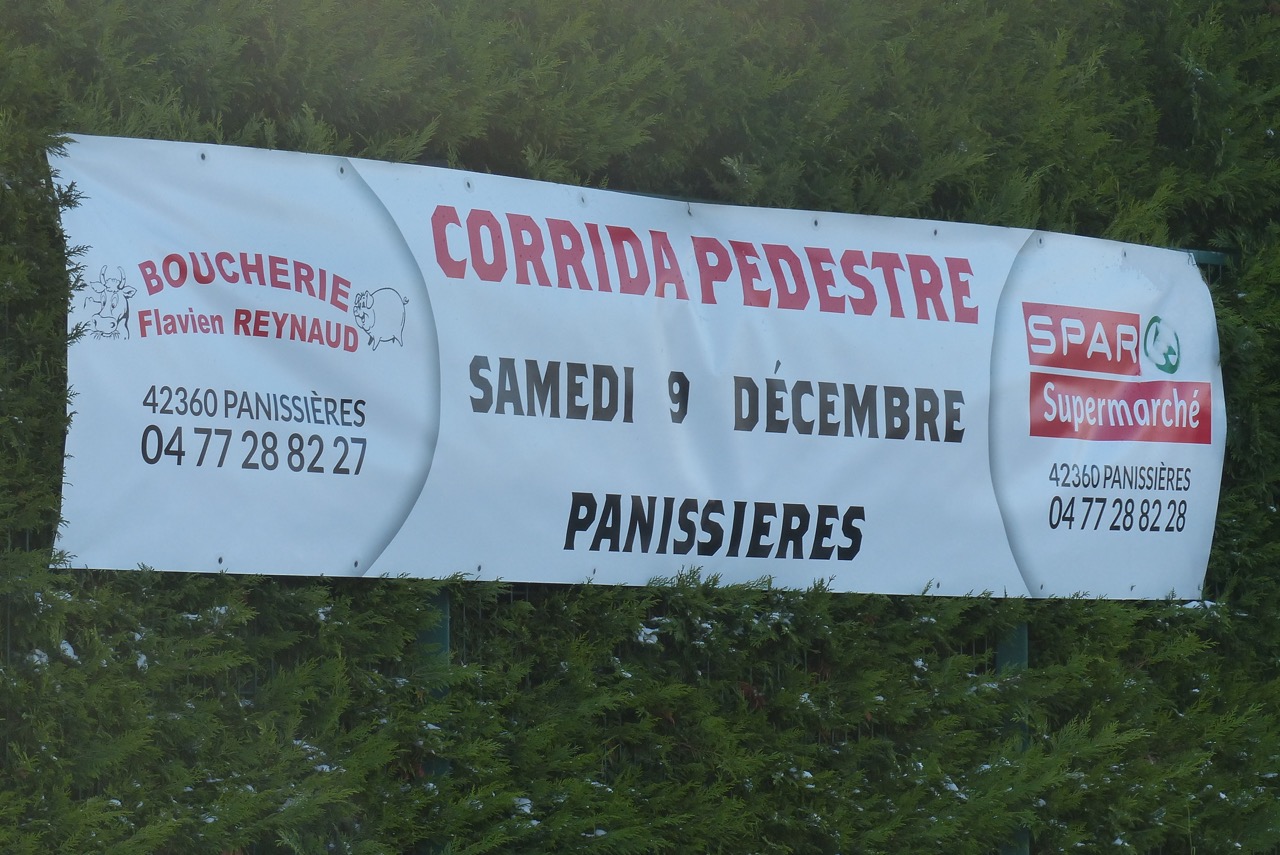 BOUCHERIE
Flavien REYNAUD
42360 PANISSIÈRES
04 77 28 82 27
CORRIDA PEDESTRE
SAMEDI 9 DÉCEMBRE
PANISSIERES
SPAR
Supermarché
42360 PANISSIÈRES
04 77 28 82 28